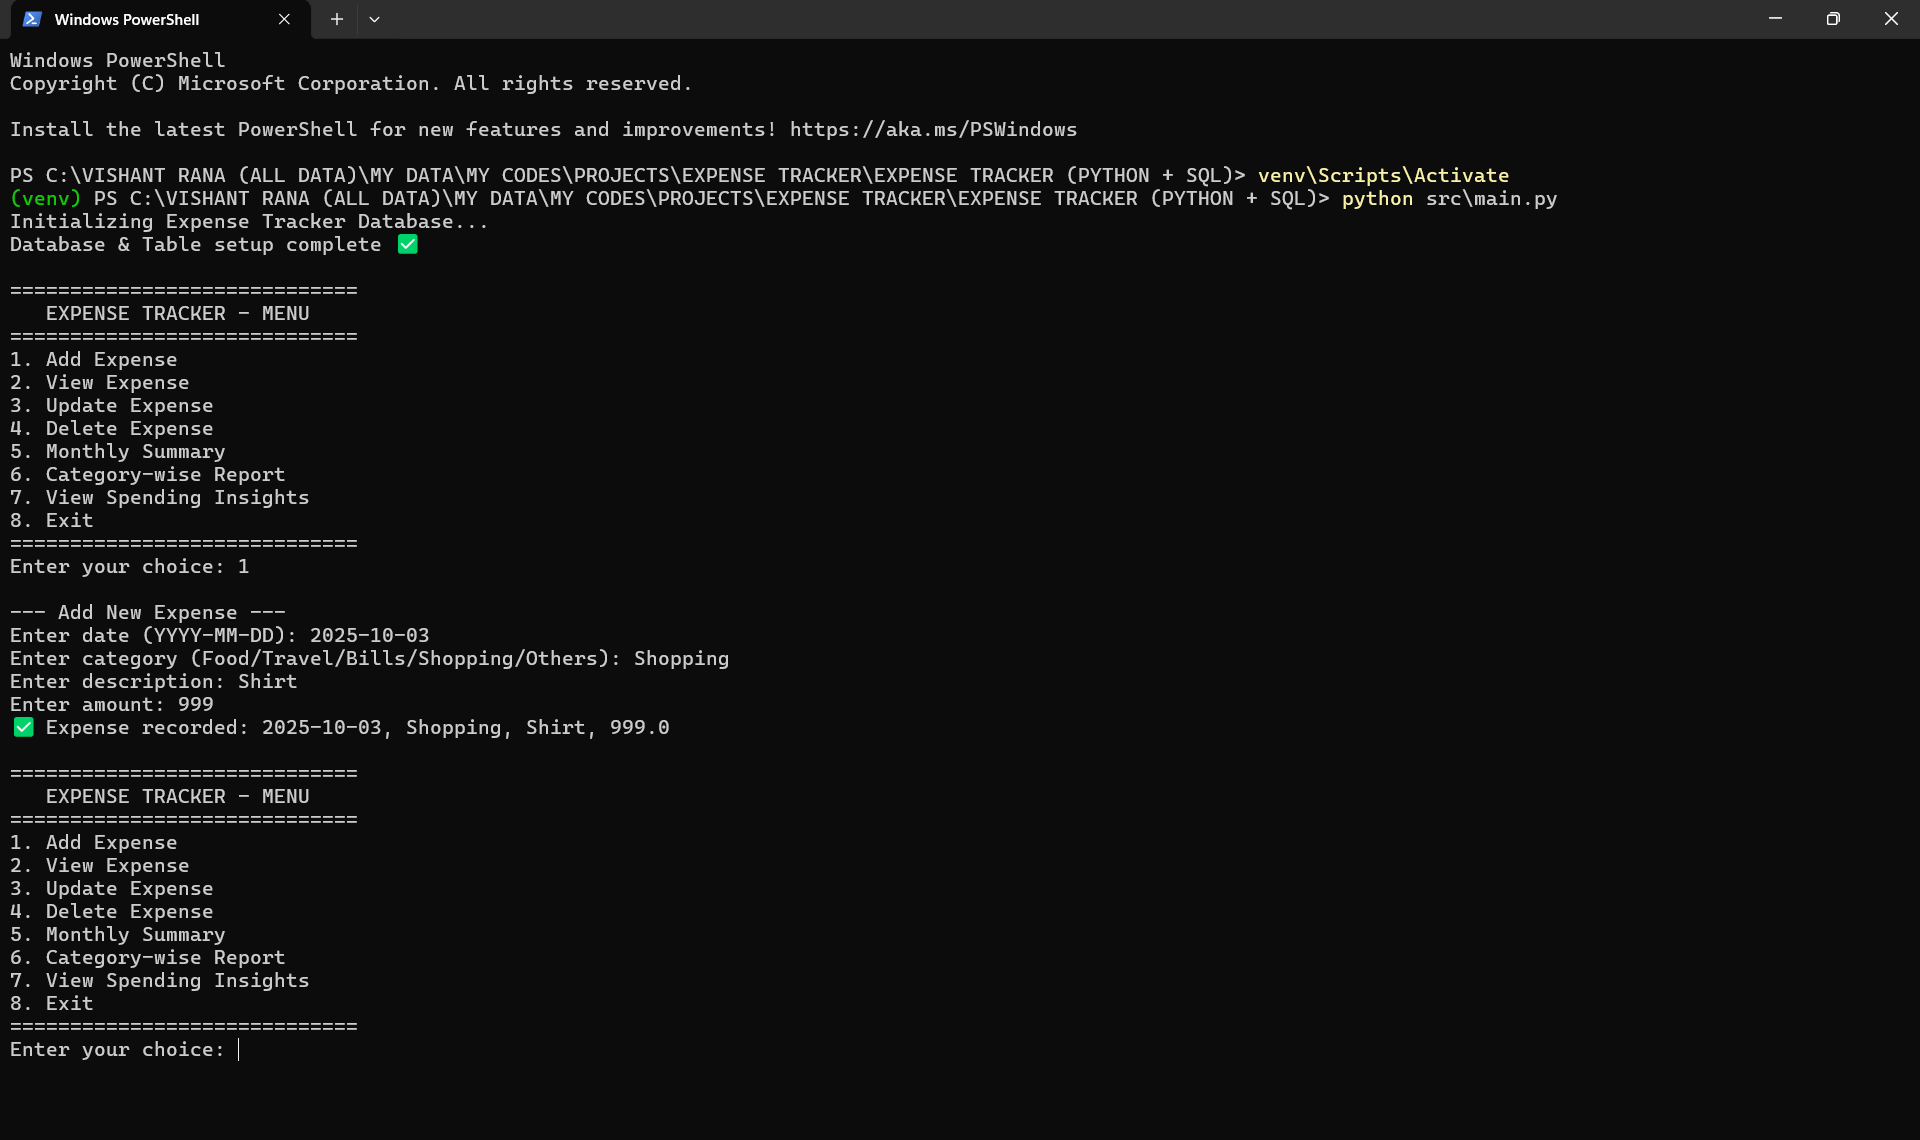 Windows PowerShell
Windows PowerShell
Copyright (C) Microsoft Corporation. All rights reserved.
Install the latest PowerShell for new features and improvements! https://aka.ms/PSWindows
PS C:\VISHANT RANA (ALL DATA)\MY DATA\MY CODES\PROJECTS\EXPENSE TRACKER\EXPENSE TRACKER (PYTHON + SQL)> venv\Scripts\Activate
(venv) PS C:\VISHANT RANA (ALL DATA)\MY DATA\MY CODES\PROJECTS\EXPENSE TRACKER\EXPENSE TRACKER (PYTHON + SQL)> python src\main.py
Initializing Expense Tracker Database...
Database & Table setup complete ✅
=============================
   EXPENSE TRACKER - MENU
=============================
1. Add Expense
2. View Expense
3. Update Expense
4. Delete Expense
5. Monthly Summary
6. Category-wise Report
7. View Spending Insights
8. Exit
=============================
Enter your choice: 1
--- Add New Expense ---
Enter date (YYYY-MM-DD): 2025-10-03
Enter category (Food/Travel/Bills/Shopping/Others): Shopping
Enter description: Shirt
Enter amount: 999
✅ Expense recorded: 2025-10-03, Shopping, Shirt, 999.0
=============================
   EXPENSE TRACKER - MENU
=============================
1. Add Expense
2. View Expense
3. Update Expense
4. Delete Expense
5. Monthly Summary
6. Category-wise Report
7. View Spending Insights
8. Exit
=============================
Enter your choice: